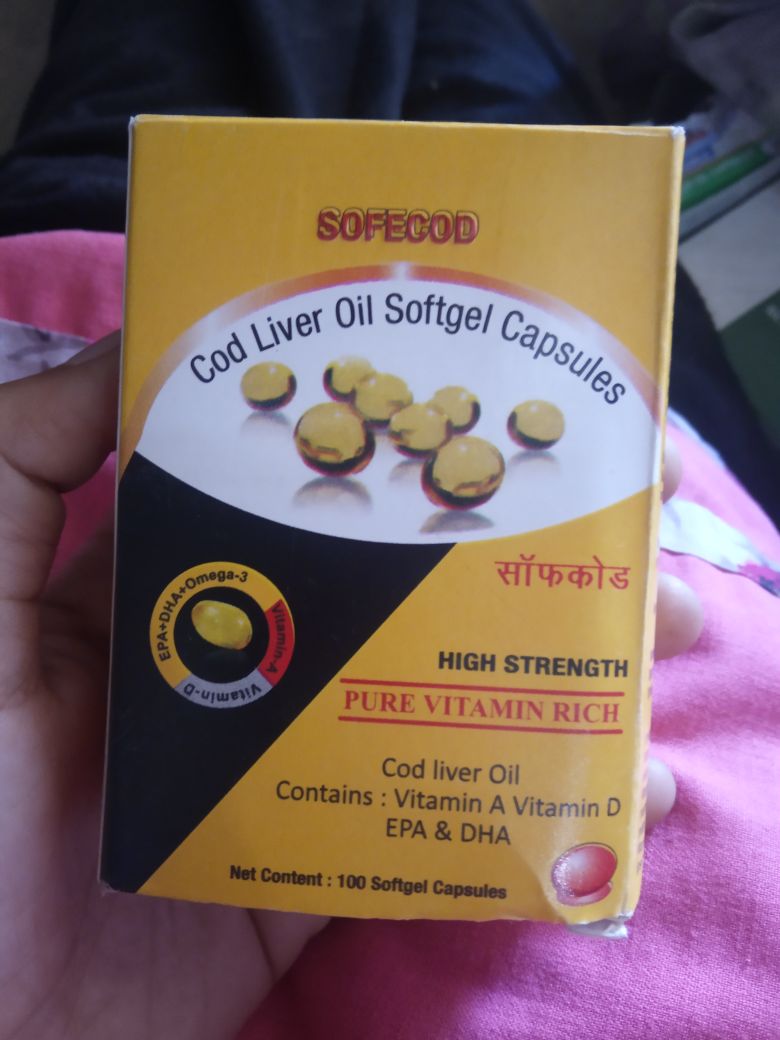 SOFECOD
Cod Liver Oil Softgel Capsules
EPA+DHA+Omega-3
Vitamin-A
Vitamin-D
सॉफकोड
HIGH STRENGTH
PURE VITAMIN RICH
Cod liver Oil
Contains : Vitamin A Vitamin D
EPA & DHA
Net Content : 100 Softgel Capsules